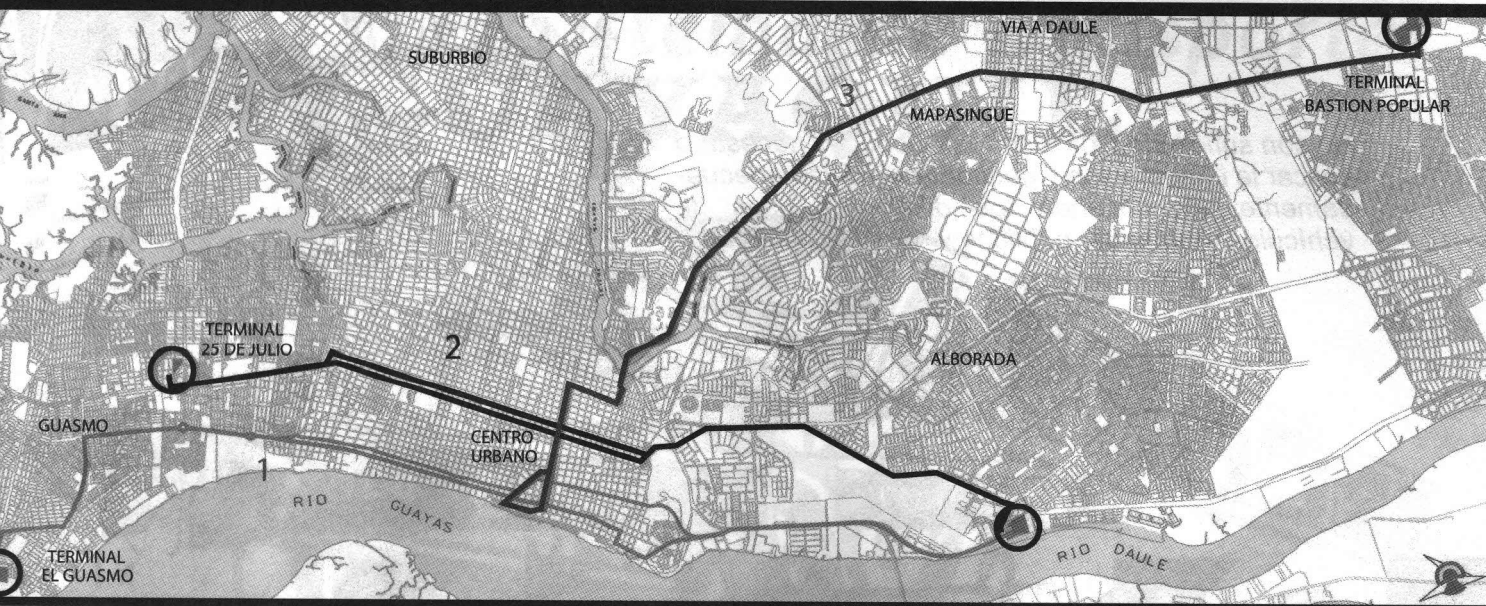 VIA A DAULE
SUBURBIO
3
TERMINAL
BASTION POPULAR
MAPASINGUE
TERMINAL
25 DE JULIO
2
ALBORADA
GUASMO
CENTRO
URBANO
1
RIO GUAYAS
TERMINAL
EL GUASMO
RIO DAULE